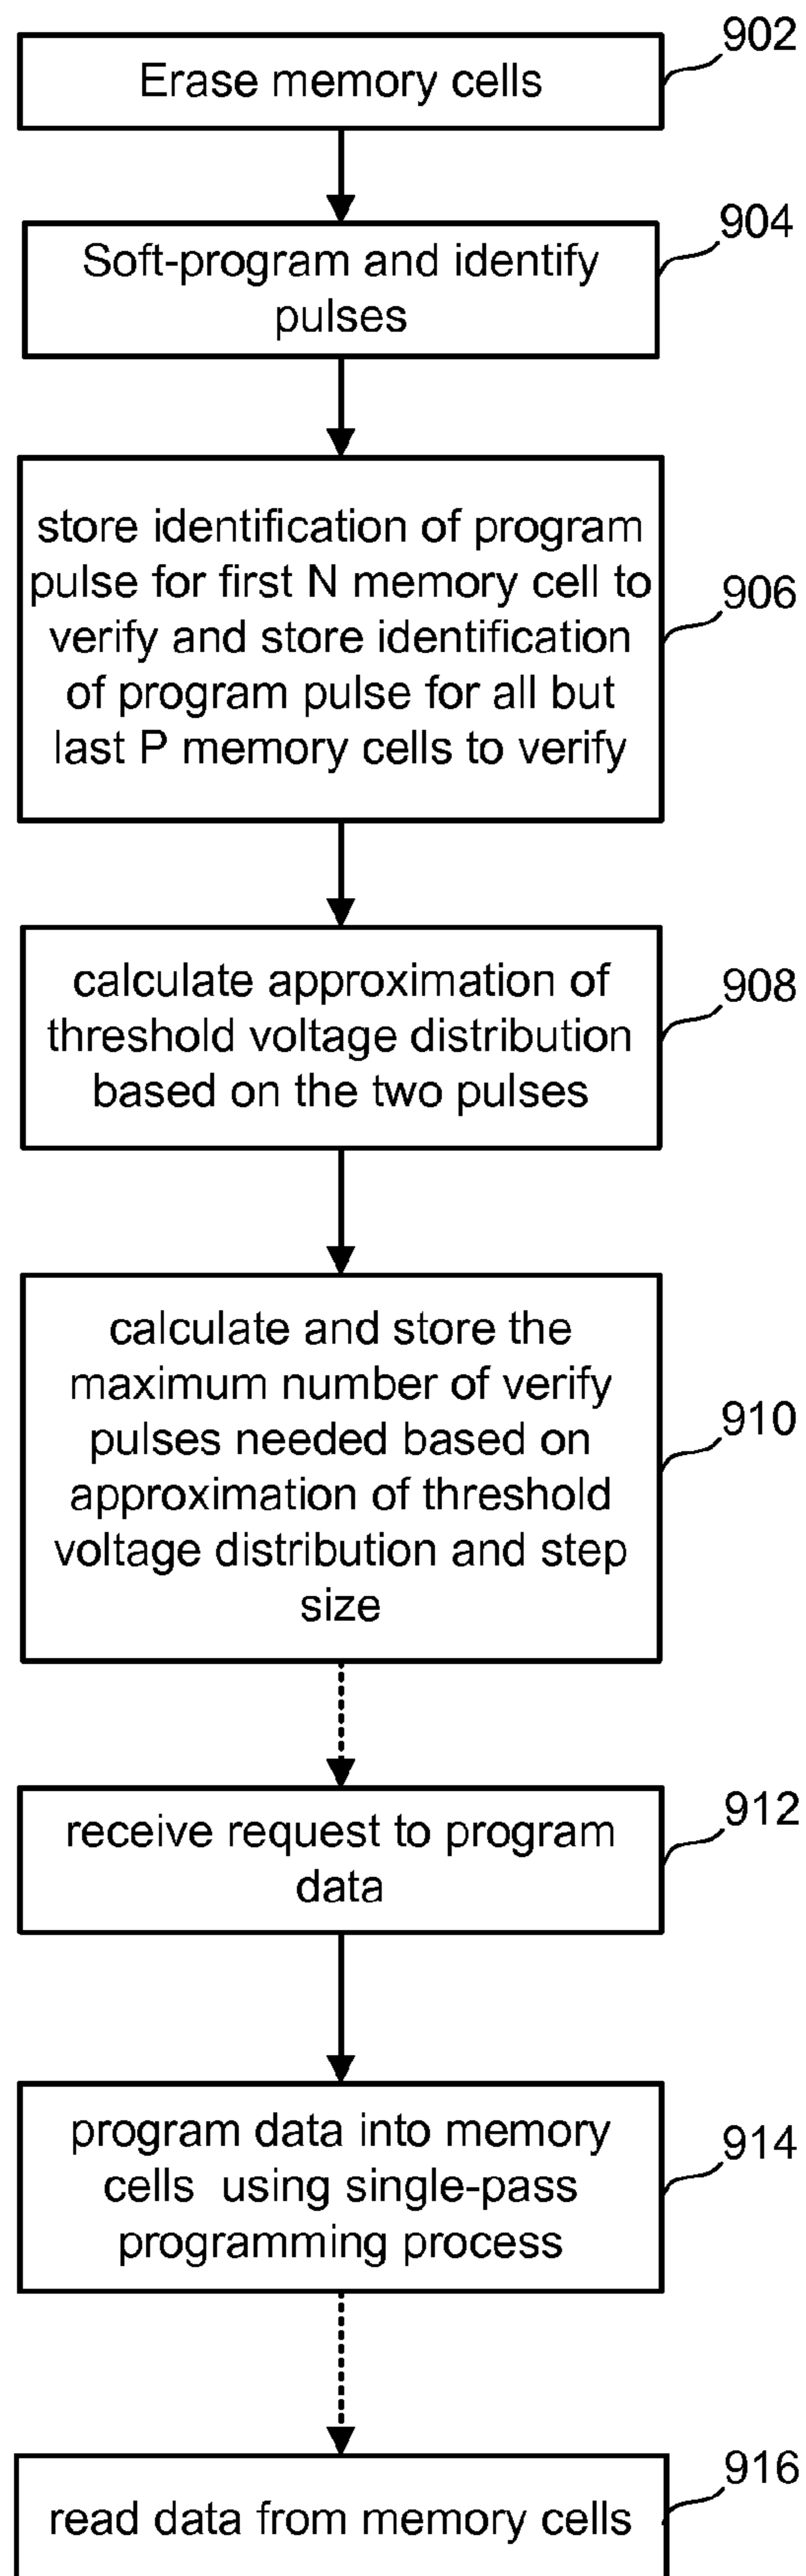 902
Erase memory cells
904
Soft-program and identify
pulses
store identification of program
pulse for first N memory cell to
906
verify and store identification
of program pulse for all but
last P memory cells to verify
calculate approximation of
908
threshold voltage distribution
based on the two pulses
calculate and store the
maximum number of verify
910
pulses needed based on
approximation of threshold
voltage distribution and step
size
912
receive request to program
data
program data into memory
914
cells using single-pass
programming process
916
read data from memory cells